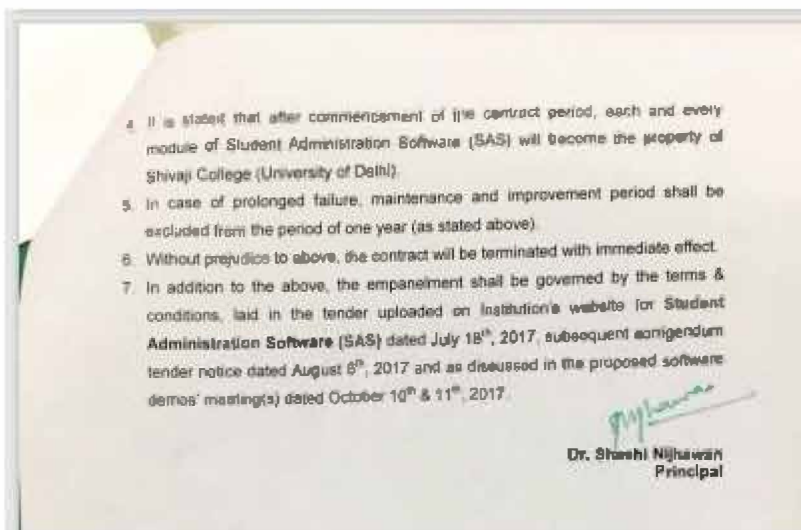 4. It is stated that after commencement of the contract period, each and every
module of Student Administration Software (SAS) will become the property of
Shivaji College (University of Delhi).
5. In case of prolonged failure, maintenance and improvement period shall be
excluded from the period of one year (as stated above)
6. Without prejudice to above, the contract will be terminated with immediate effect.
7. In addition to the above, the empanelment shall be governed by the terms &
conditions, laid in the tender uploaded on Institution's website for Student
Administration Software (SAS) dated July 18th, 2017, subsequent corrigendum
tender notice dated August 6th, 2017 and as discussed in the proposed software
demos' meeting(s) dated October 10th & 11th, 2017.
Dr. Shashi Nijhawan
Principal